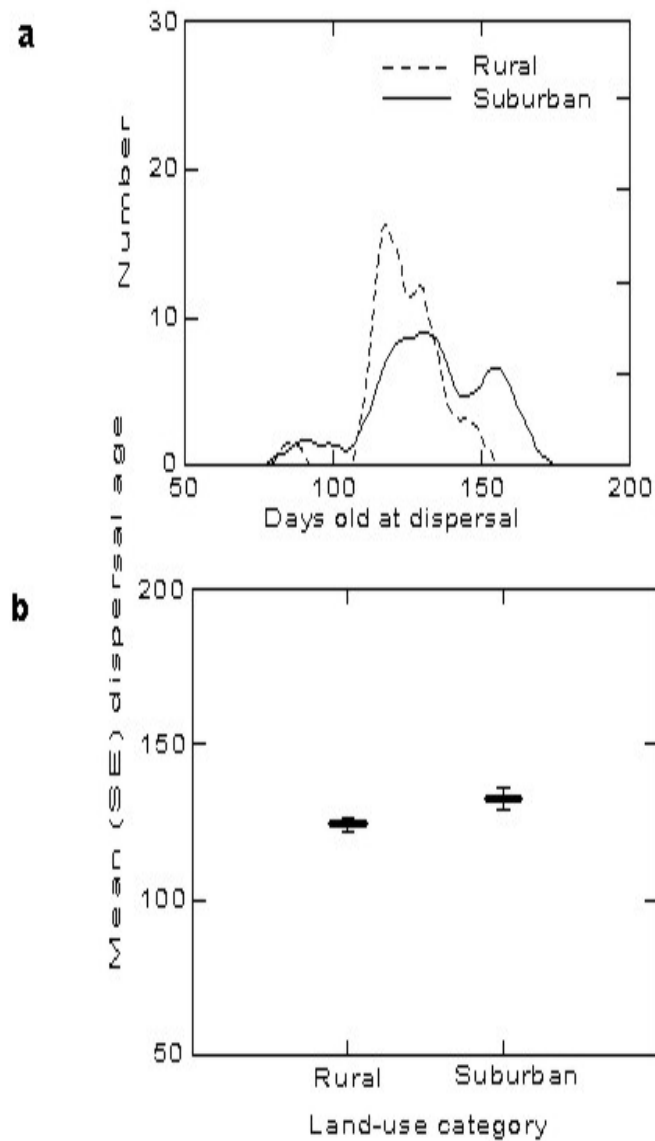 a
Number
30
20
10
0
Rural
Suburban
50 100 150 200
Days old at dispersal
b
Mean (SE) dispersal age
200
150
100
50
Rural Suburban
Land-use category